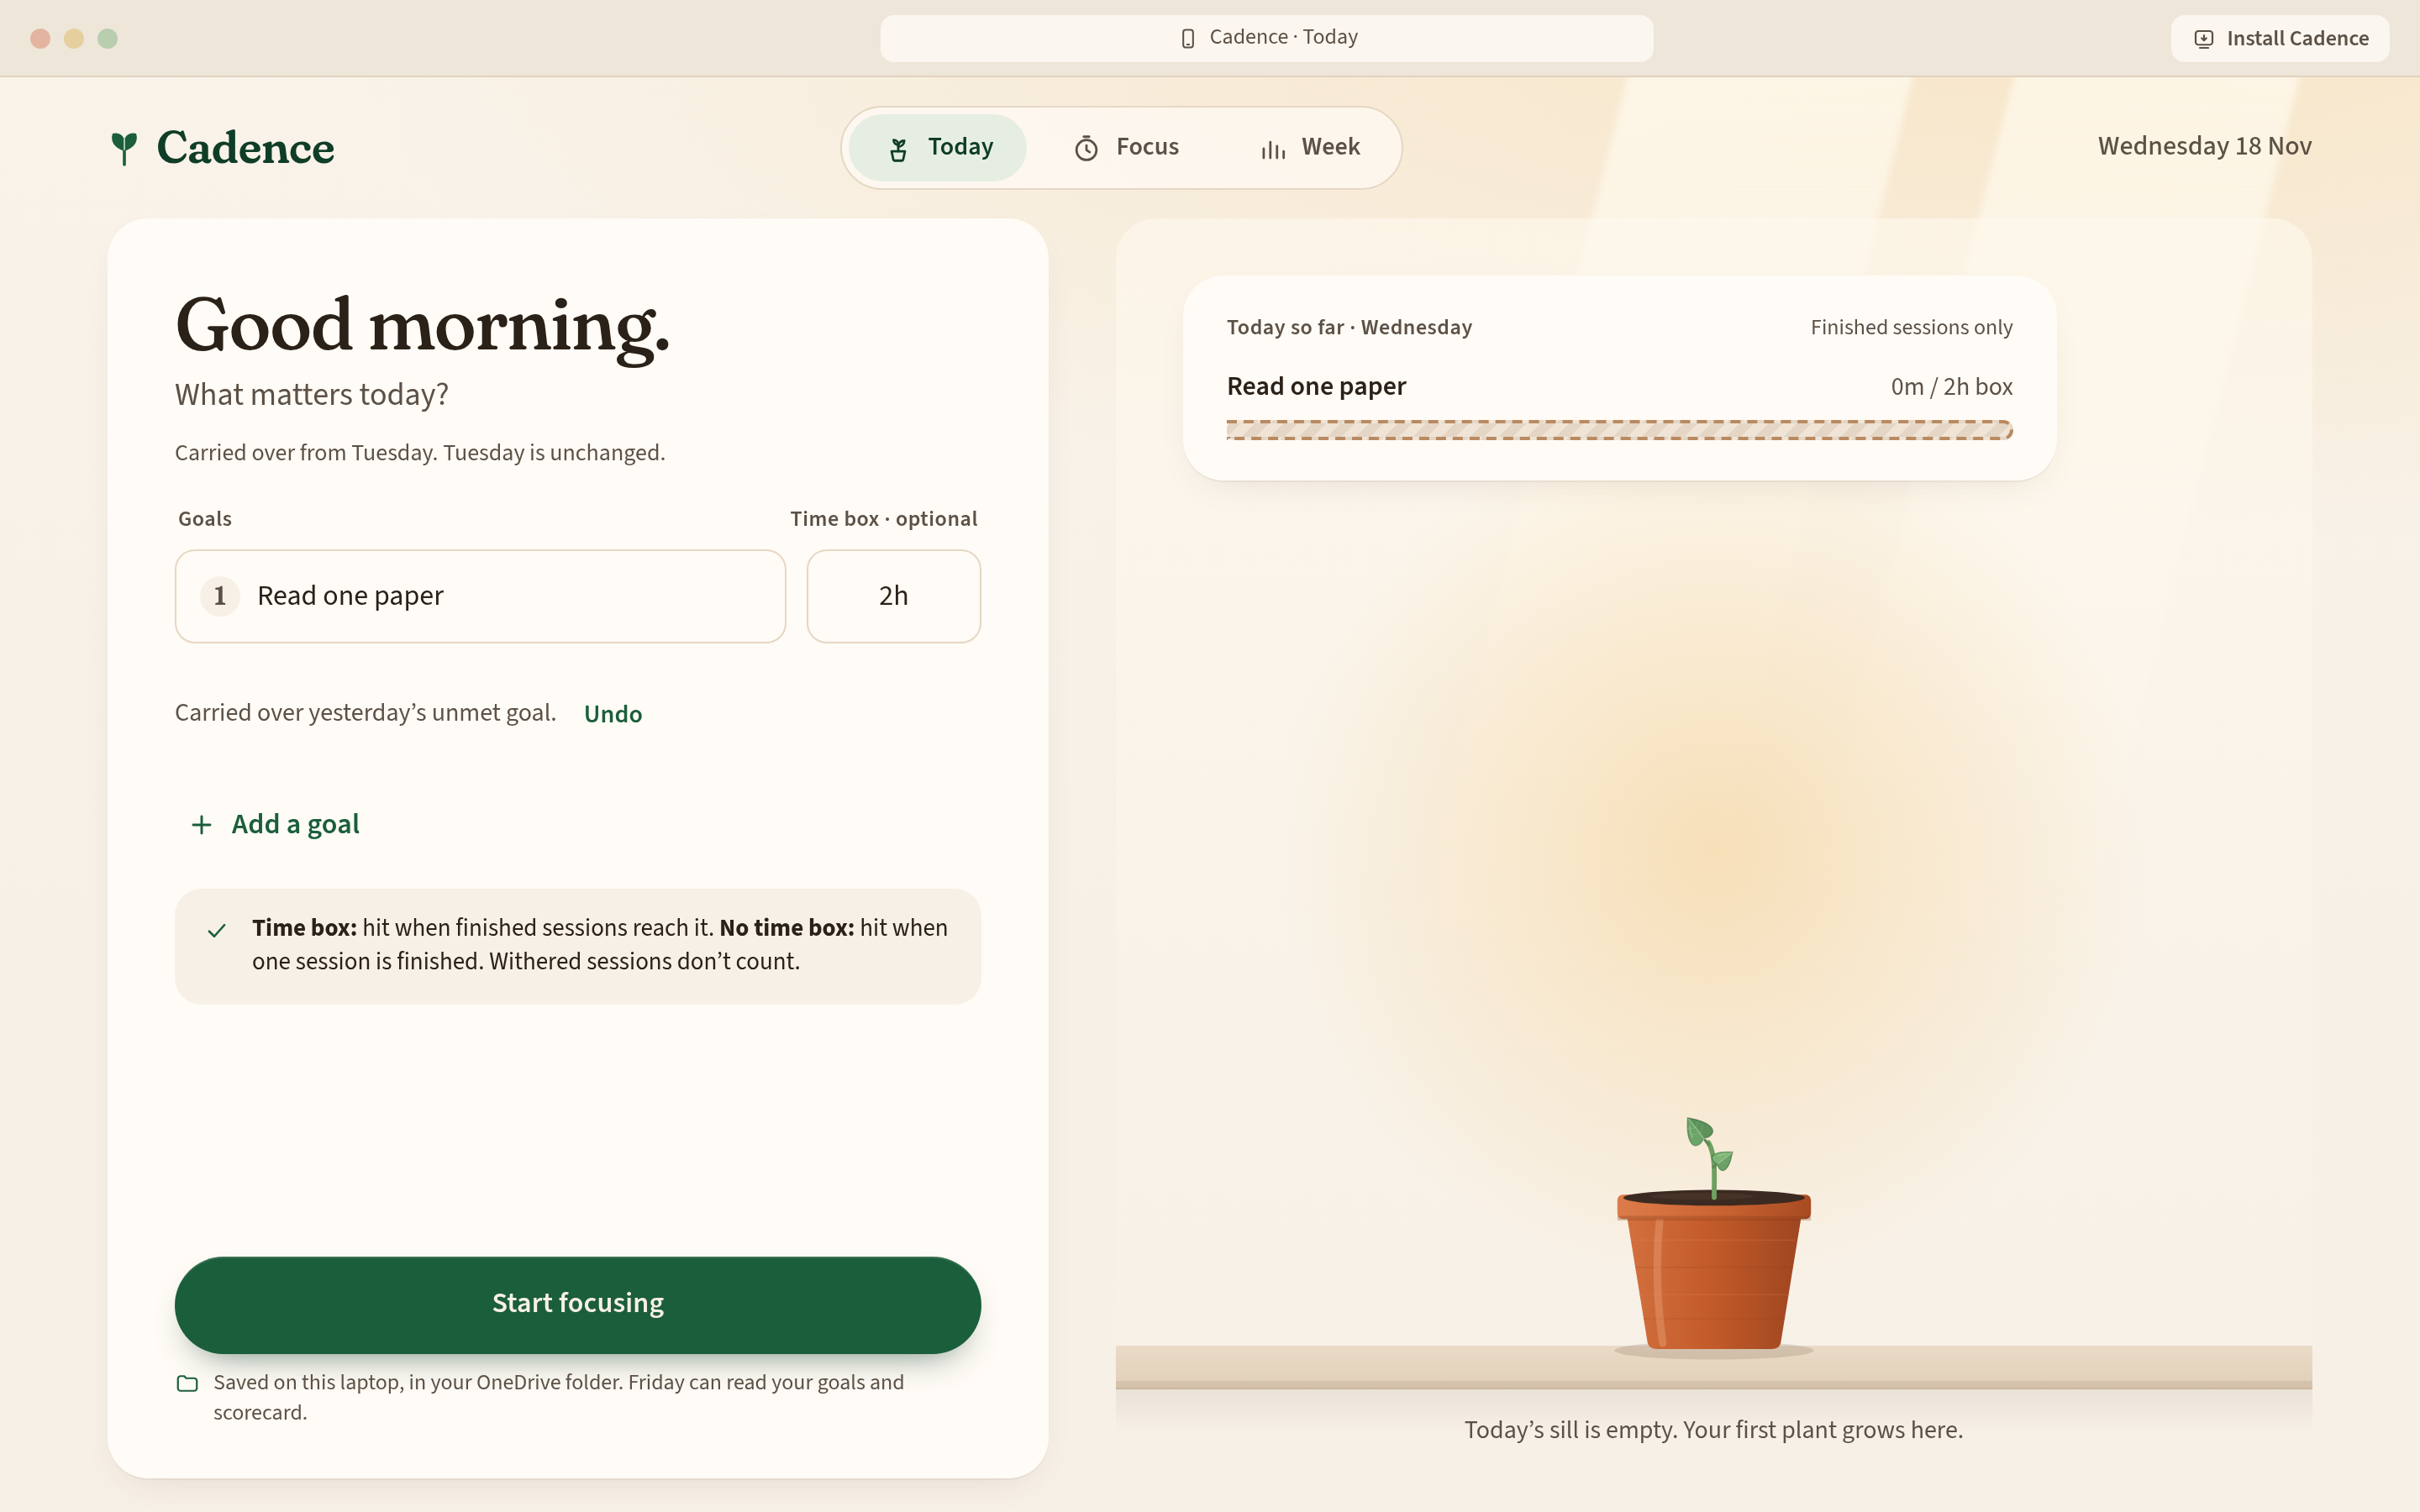 Cadence · Today
Install Cadence
Cadence
Today
Focus
Week
Wednesday 18 Nov
Good morning.
What matters today?
Carried over from Tuesday. Tuesday is unchanged.
Goals
Time box · optional
1
Read one paper
2h
Carried over yesterday’s unmet goal.
Undo
Add a goal
Time box: hit when finished sessions reach it. No time box: hit when
one session is finished. Withered sessions don’t count.
Start focusing
Saved on this laptop, in your OneDrive folder. Friday can read your goals and
scorecard.
Today so far · Wednesday
Finished sessions only
Read one paper
0m / 2h box
Today’s sill is empty. Your first plant grows here.